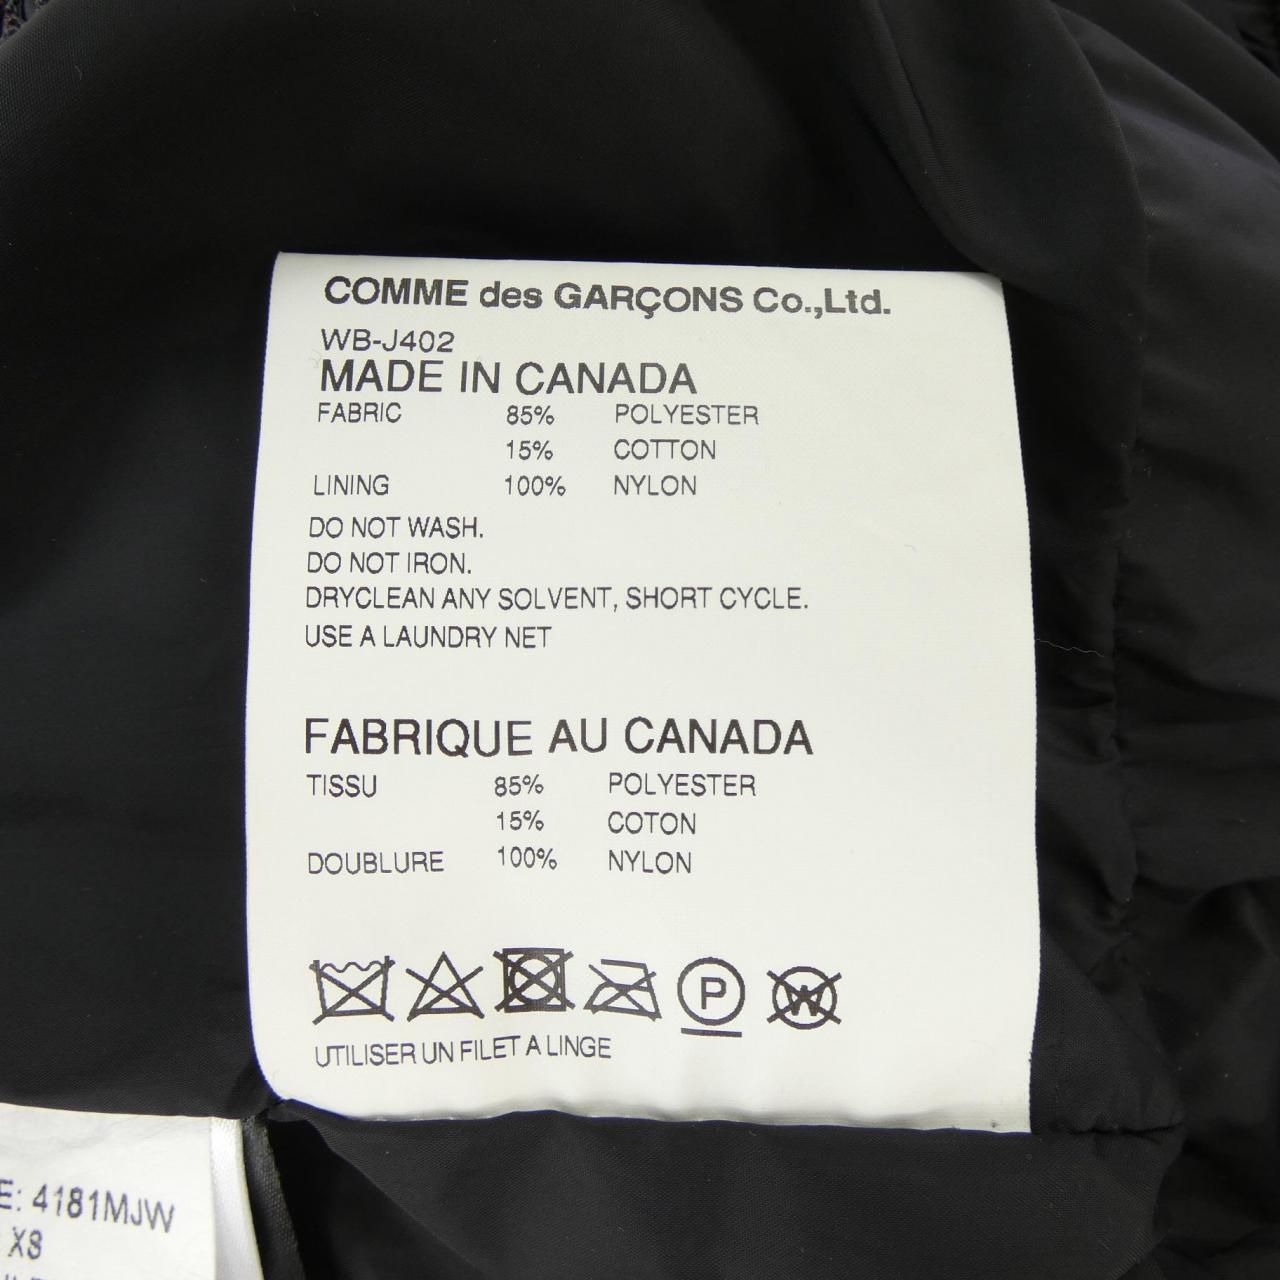 COMME des GARÇONS Co.,Ltd.
WB-J402
MADE IN CANADA
FABRIC 85% POLYESTER
15% COTTON
LINING 100% NYLON
DO NOT WASH.
DO NOT IRON.
DRYCLEAN ANY SOLVENT, SHORT CYCLE.
USE A LAUNDRY NET
FABRIQUE AU CANADA
TISSU 85% POLYESTER
15% COTON
DOUBLURE 100% NYLON
P W
UTILISER UN FILET A LINGE
E: 4181MJW
XS